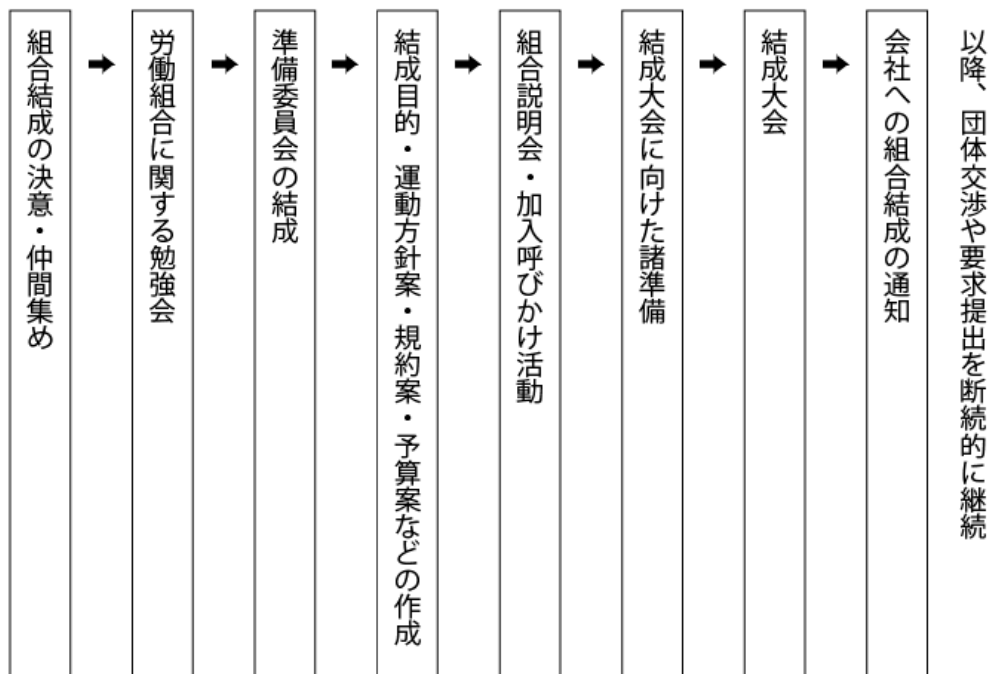 組合結成の決意・仲間集め
労働組合に関する勉強会
準備委員会の結成
結成目的・運動方針案・規約案・予算案などの作成
組合説明会・加入呼びかけ活動
結成大会に向けた諸準備
結成大会
会社への組合結成の通知
以降、団体交渉や要求提出を断続的に継続